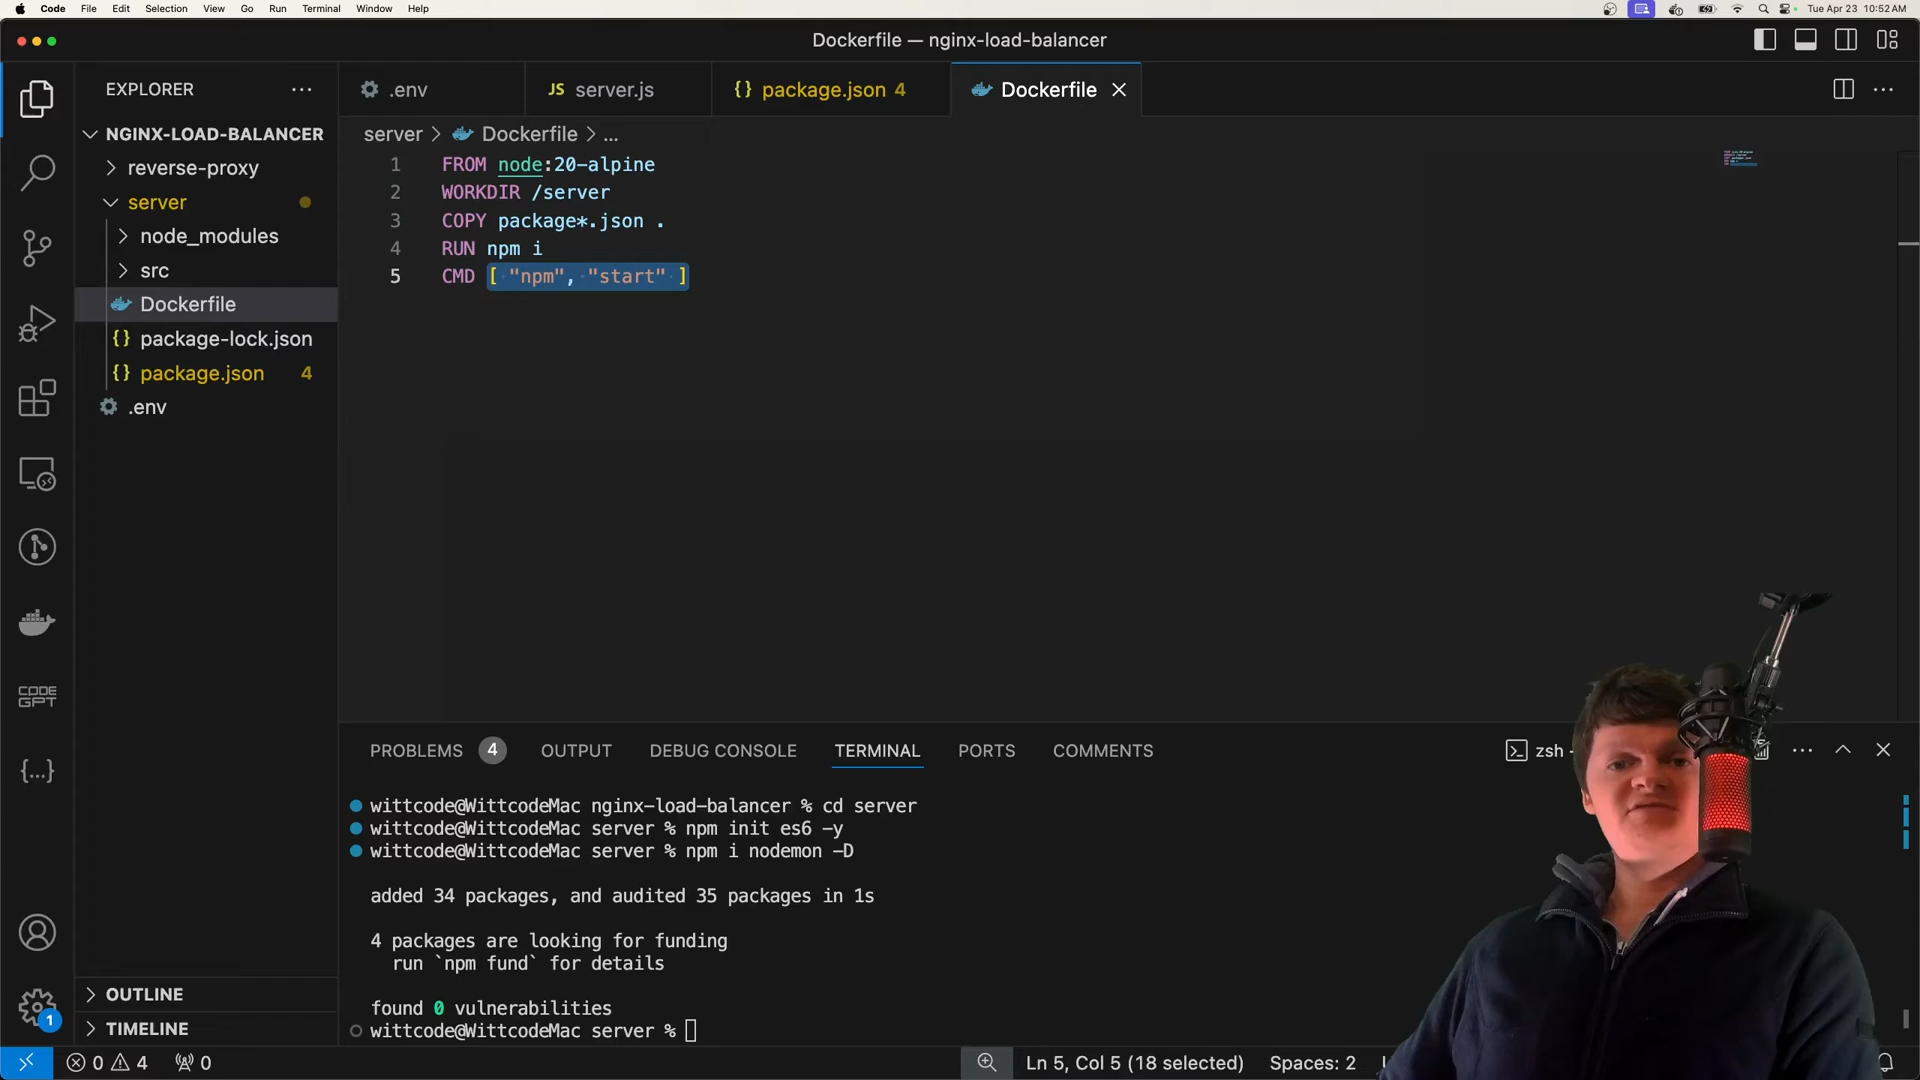 Code File Edit Selection View Go Run Terminal Window Help
Tue Apr 23 10:52 AM
Dockerfile — nginx-load-balancer
EXPLORER
NGINX-LOAD-BALANCER
reverse-proxy
server
node_modules
src
Dockerfile
package-lock.json
package.json 4
.env
OUTLINE
TIMELINE
CODE
GPT
{...}
1
.env
JS server.js
{} package.json 4
Dockerfile
server > Dockerfile > ...
1 FROM node:20-alpine
2 WORKDIR /server
3 COPY package*.json .
4 RUN npm i
5 CMD [ "npm", "start" ]
PROBLEMS 4 OUTPUT DEBUG CONSOLE TERMINAL PORTS COMMENTS
zsh -
wittcode@WittcodeMac nginx-load-balancer % cd server
wittcode@WittcodeMac server % npm init es6 -y
wittcode@WittcodeMac server % npm i nodemon -D
added 34 packages, and audited 35 packages in 1s
4 packages are looking for funding
run `npm fund` for details
found 0 vulnerabilities
wittcode@WittcodeMac server %
0 4 0
Ln 5, Col 5 (18 selected) Spaces: 2